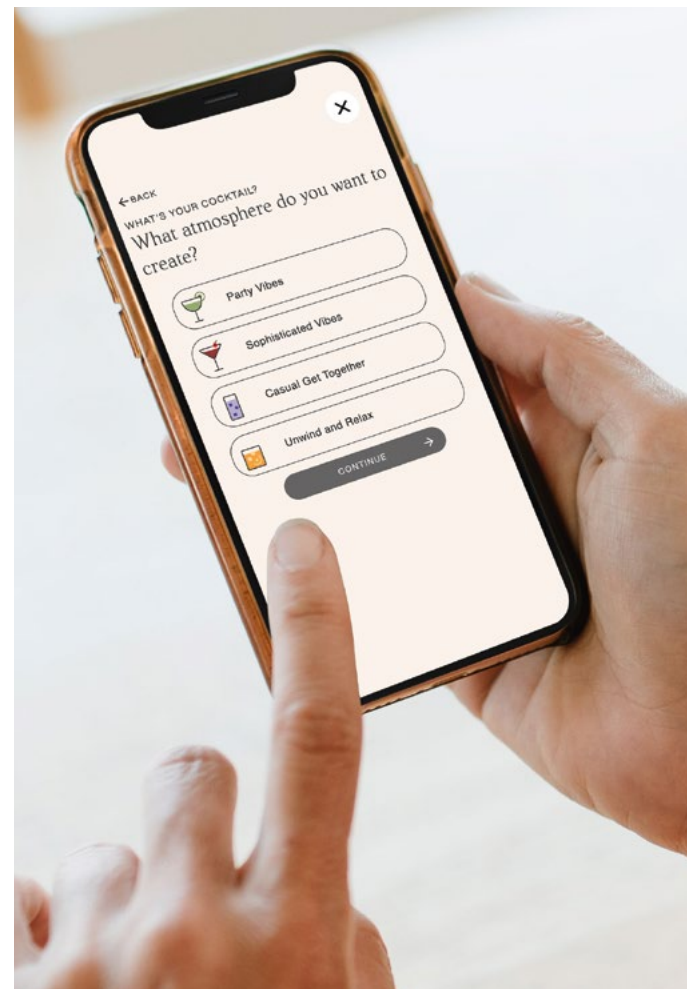 ←BACK
WHAT'S YOUR COCKTAIL?
What atmosphere do you want to
create?
Party Vibes
Sophisticated Vibes
Casual Get Together
Unwind and Relax
CONTINUE →